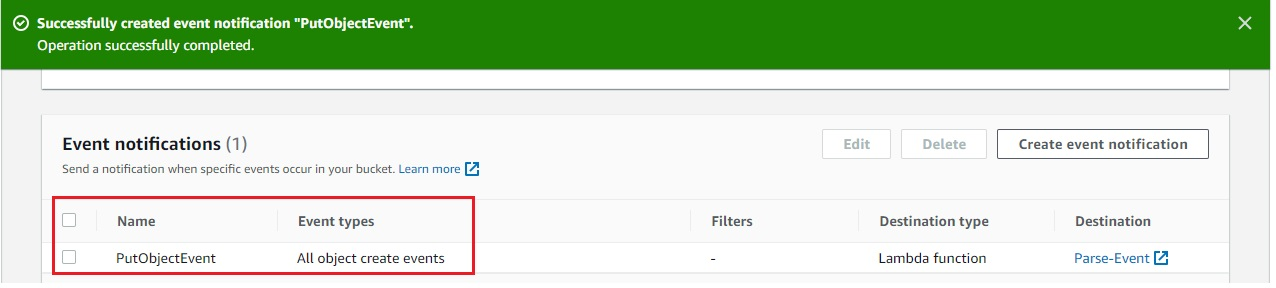 Successfully created event notification "PutObjectEvent".
Operation successfully completed.
Event notifications (1)
Edit
Delete
Create event notification
Send a notification when specific events occur in your bucket. Learn more
Name Event types Filters Destination type Destination
PutObjectEvent All object create events - Lambda function Parse-Event